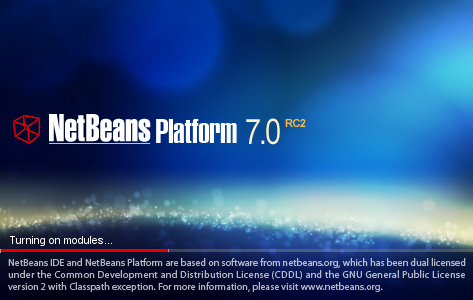 NetBeans Platform 7.0 RC2
Turning on modules...
NetBeans IDE and NetBeans Platform are based on software from netbeans.org, which has been dual licensed
under the Common Development and Distribution License (CDDL) and the GNU General Public License
version 2 with Classpath exception. For more information, please visit www.netbeans.org.